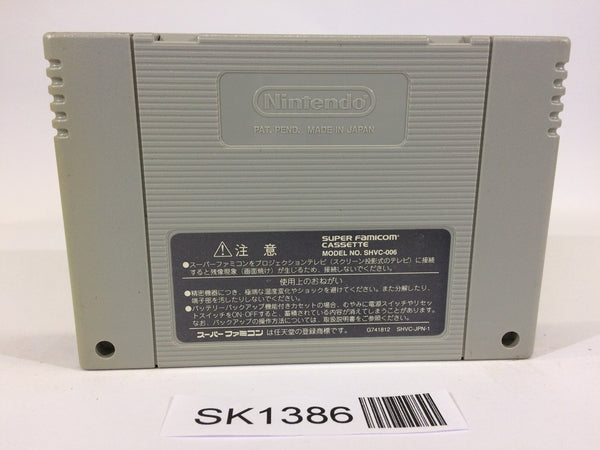 Nintendo
PAT. PEND. MADE IN JAPAN
注意
SUPER FAMICOM
CASSETTE
MODEL NO. SHVC-006
●スーパーファミコンをプロジェクションテレビ(スクリーン投影式のテレビ)に接続
すると残像現象(画面焼け)が生じるため、接続しないでください。
使用上のおねがい
●精密機器につき、極端な温度変化やショックを避けてください。また分解したり、
端子部を汚したりしないでください。
●バッテリーバックアップ機能付きカセットの場合、むやみに電源スイッチやリセッ
トスイッチをON・OFFすると、蓄積されている内容が消えてしまうことがあります。
なお、バックアップの操作方法については、取扱説明書をご参照ください。
スーパーファミコン は任天堂の登録商標です。 G741812 SHVC-JPN-1
SK1386